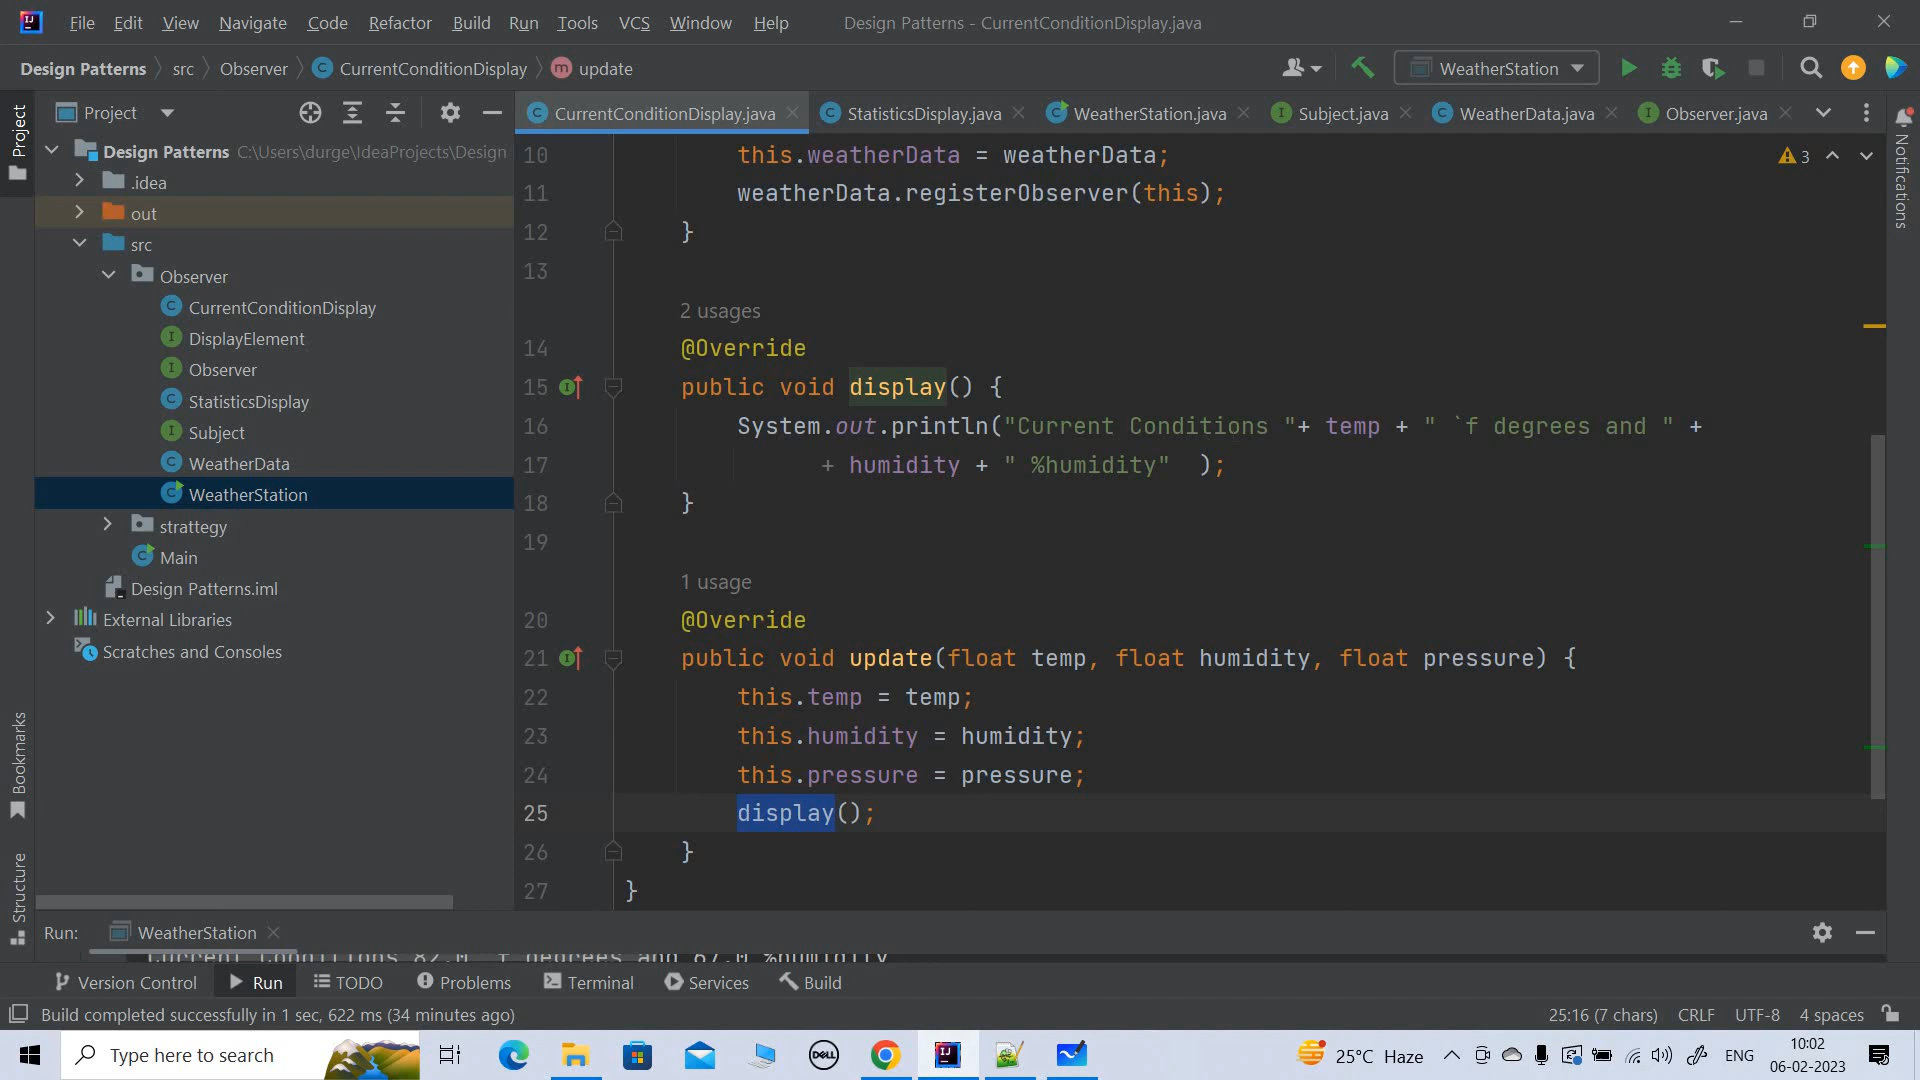 File Edit View Navigate Code Refactor Build Run Tools VCS Window Help Design Patterns - CurrentConditionDisplay.java
Design Patterns src Observer CurrentConditionDisplay update WeatherStation
Project
CurrentConditionDisplay.java StatisticsDisplay.java WeatherStation.java Subject.java WeatherData.java Observer.java
Design Patterns C:\Users\durge\IdeaProjects\Design
.idea
out
src
Observer
CurrentConditionDisplay
DisplayElement
Observer
StatisticsDisplay
Subject
WeatherData
WeatherStation
strattegy
Main
Design Patterns.iml
External Libraries
Scratches and Consoles
10 this.weatherData = weatherData;
11 weatherData.registerObserver(this);
12 }
13
2 usages
14 @Override
15 public void display() {
16 System.out.println("Current Conditions "+ temp + " `f degrees and " +
17 + humidity + " %humidity" );
18 }
19
1 usage
20 @Override
21 public void update(float temp, float humidity, float pressure) {
22 this.temp = temp;
23 this.humidity = humidity;
24 this.pressure = pressure;
25 display();
26 }
27 }
3
Project
Bookmarks
Structure
Notifications
Run: WeatherStation
Version Control Run TODO Problems Terminal Services Build
Build completed successfully in 1 sec, 622 ms (34 minutes ago) 25:16 (7 chars) CRLF UTF-8 4 spaces
Type here to search
DELL
25°C Haze ENG
10:02
06-02-2023